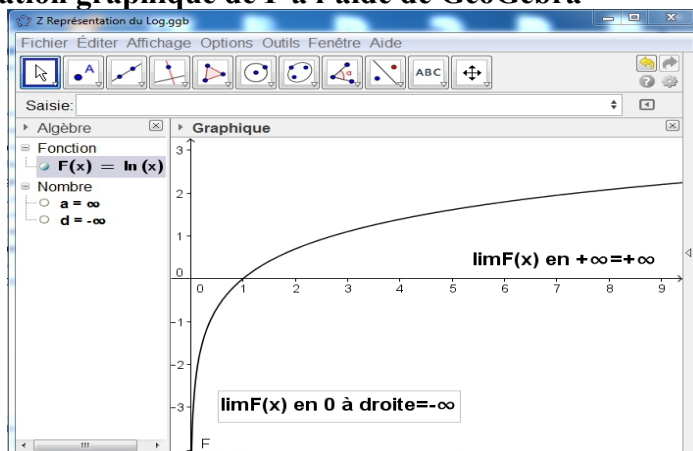 ation graphique de F à l'aide de GeoGebra
Z Représentation du Log.ggb
Fichier Éditer Affichage Options Outils Fenêtre Aide
A
α
ABC
Saisie:
Algèbre
Graphique
Fonction
F(x) = ln (x)
Nombre
a = ∞
d = -∞
3
2
1
0
-1
-2
-3
0 1 2 3 4 5 6 7 8 9
limF(x) en +∞=+∞
limF(x) en 0 à droite=-∞
F